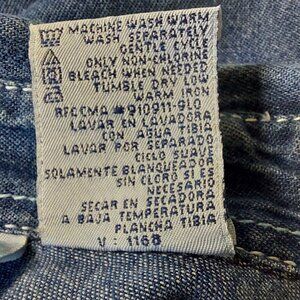 MACHINE WASH WARM
WASH SEPARATELY
GENTLE CYCLE
ONLY NON-CHLORINE
BLEACH WHEN NEEDED
TUMBLE DRY LOW
WARM IRON
LAVAR EN LAVADORA
CON AGUA TIBIA
LAVAR POR SEPARADO
CICLO SUAVE
SOLAMENTE BLANQUEADOR
SIN CLORO SI ES
NECESARIO
SECAR EN SECADORA
A BAJA TEMPERATURA
PLANCHA TIBIA
V : 1168